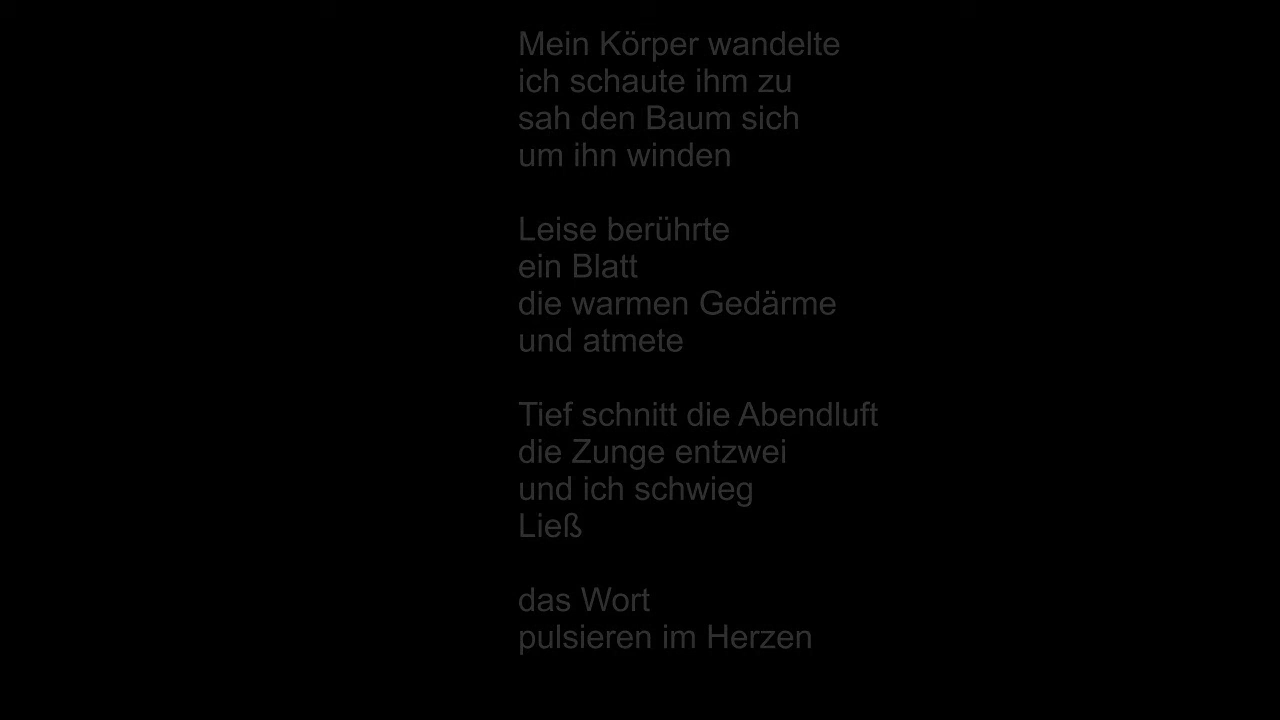 Mein Körper wandelte
ich schaute ihm zu
sah den Baum sich
um ihn winden
Leise berührte
ein Blatt
die warmen Gedärme
und atmete
Tief schnitt die Abendluft
die Zunge entzwei
und ich schwieg
Ließ
das Wort
pulsieren im Herzen